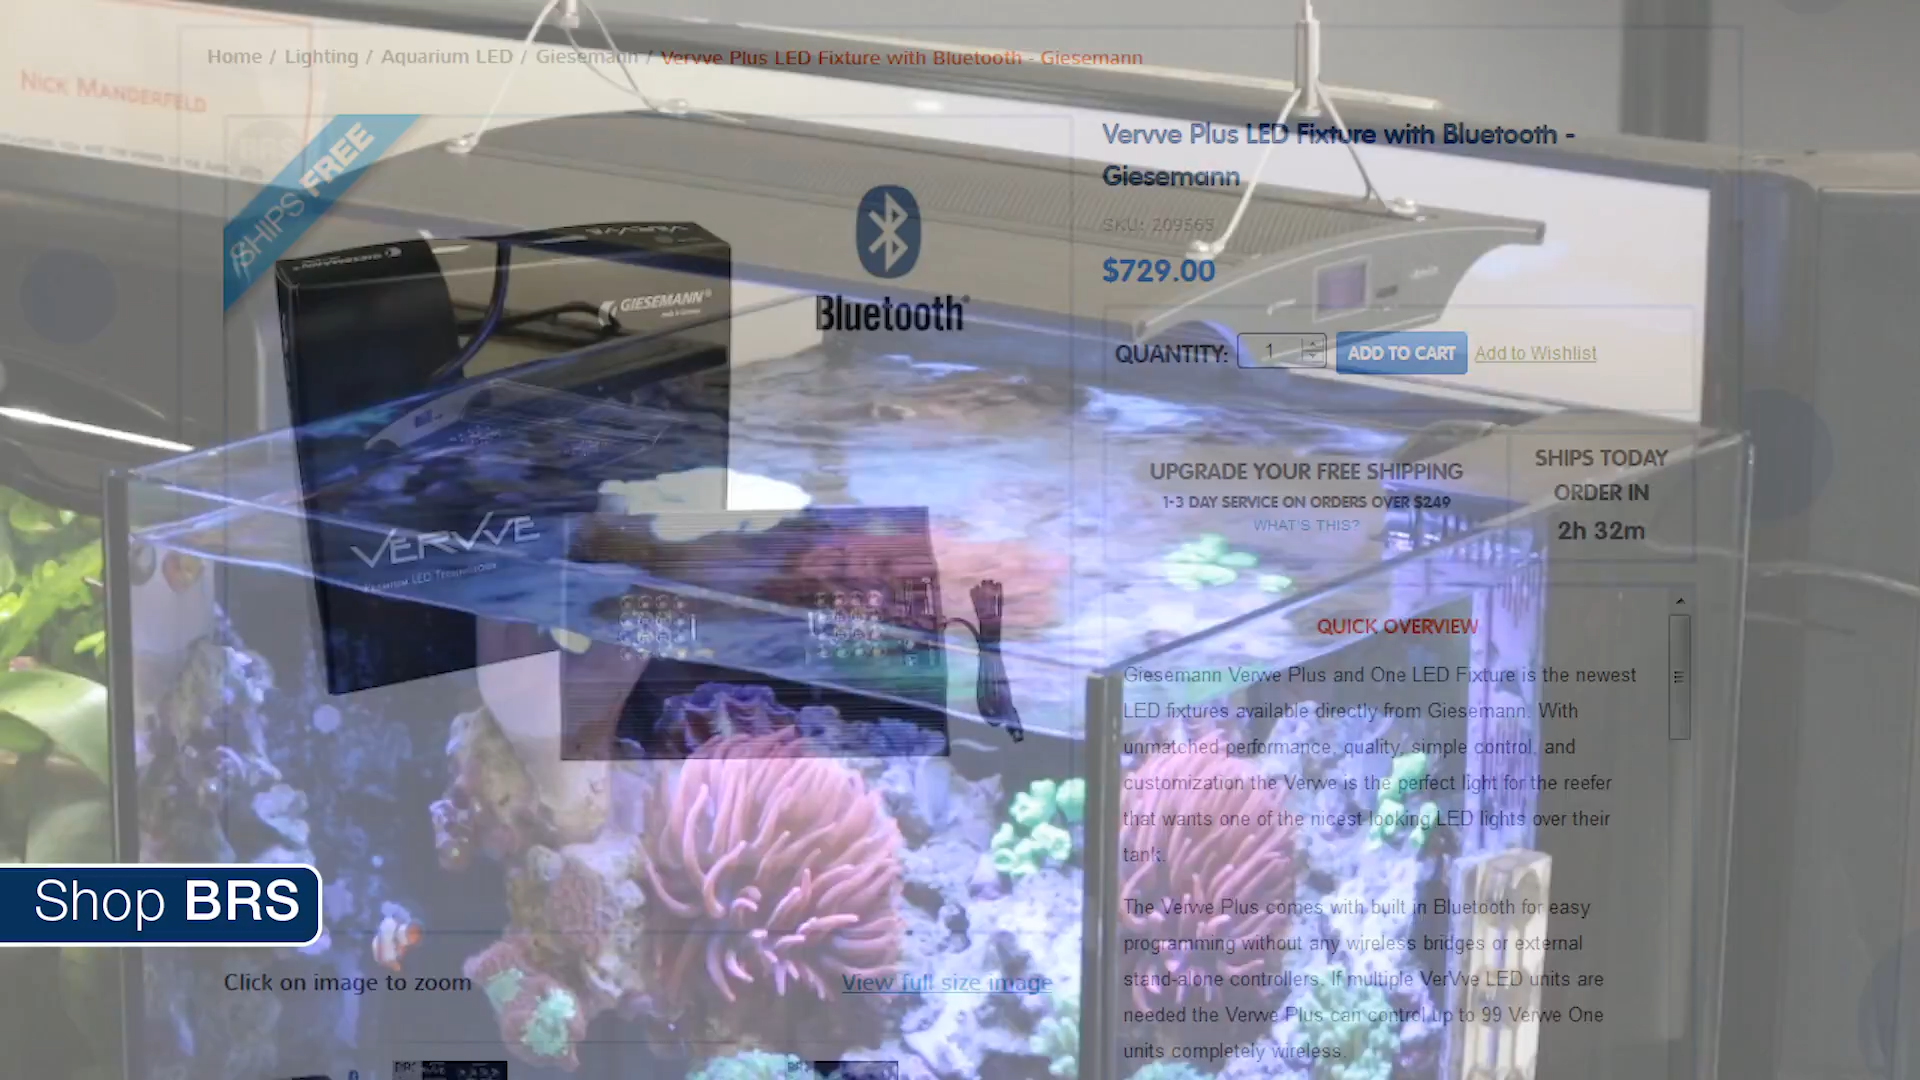 Home / Lighting / Aquarium LED / Giesemann / Vervve Plus LED Fixture with Bluetooth - Giesemann
NICK MANDERFELD
SHIPS FREE
Vervve Plus LED Fixture with Bluetooth -
Giesemann
SKU: 209565
$729.00
QUANTITY: 1 ADD TO CART Add to Wishlist
GIESEMANN®
Bluetooth®
VERVVE
PREMIUM LED TECHNOLOGY
UPGRADE YOUR FREE SHIPPING
1-3 DAY SERVICE ON ORDERS OVER $249
WHAT'S THIS?
SHIPS TODAY
ORDER IN
2h 32m
QUICK OVERVIEW
Giesemann Vervve Plus and One LED Fixture is the newest
LED fixtures available directly from Giesemann. With
unmatched performance, quality, simple control, and
customization the Vervve is the perfect light for the reefer
that wants one of the nicest looking LED lights over their
tank.
The Vervve Plus comes with built in Bluetooth for easy
programming without any wireless bridges or external
stand-alone controllers. If multiple VerVve LED units are
needed the Vervve Plus can control up to 99 Vervve One
units completely wireless.
Shop BRS
Click on image to zoom
View full size image